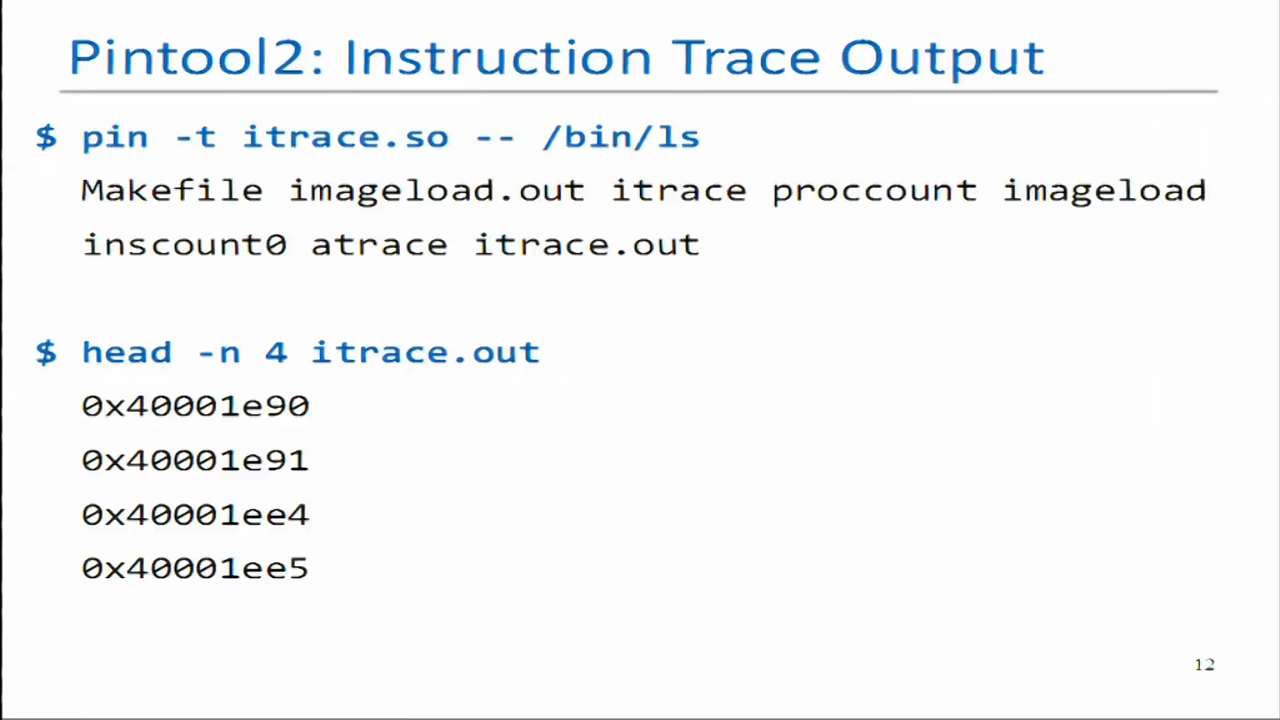 Pintool2: Instruction Trace Output
$ pin -t itrace.so -- /bin/ls
Makefile imageload.out itrace proccount imageload
inscount0 atrace itrace.out
$ head -n 4 itrace.out
0x40001e90
0x40001e91
0x40001ee4
0x40001ee5
12